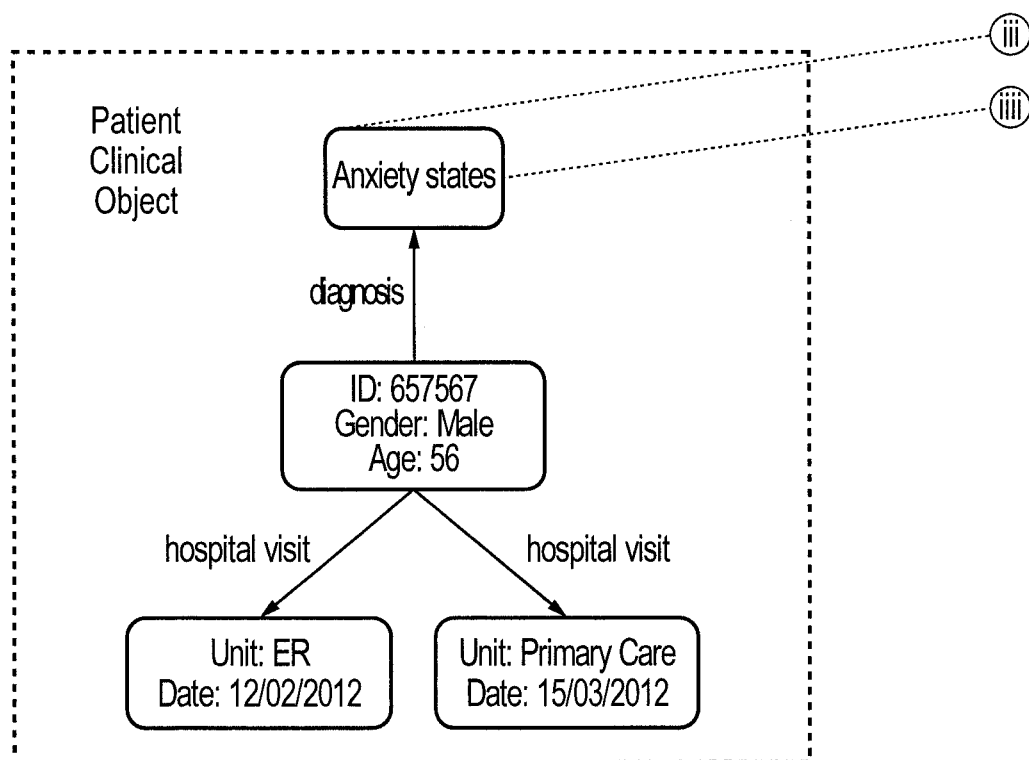 iii
iiii
Patient
Clinical
Object
Anxiety states
diagnosis
ID: 657567
Gender: Male
Age: 56
hospital visit
hospital visit
Unit: ER
Date: 12/02/2012
Unit: Primary Care
Date: 15/03/2012